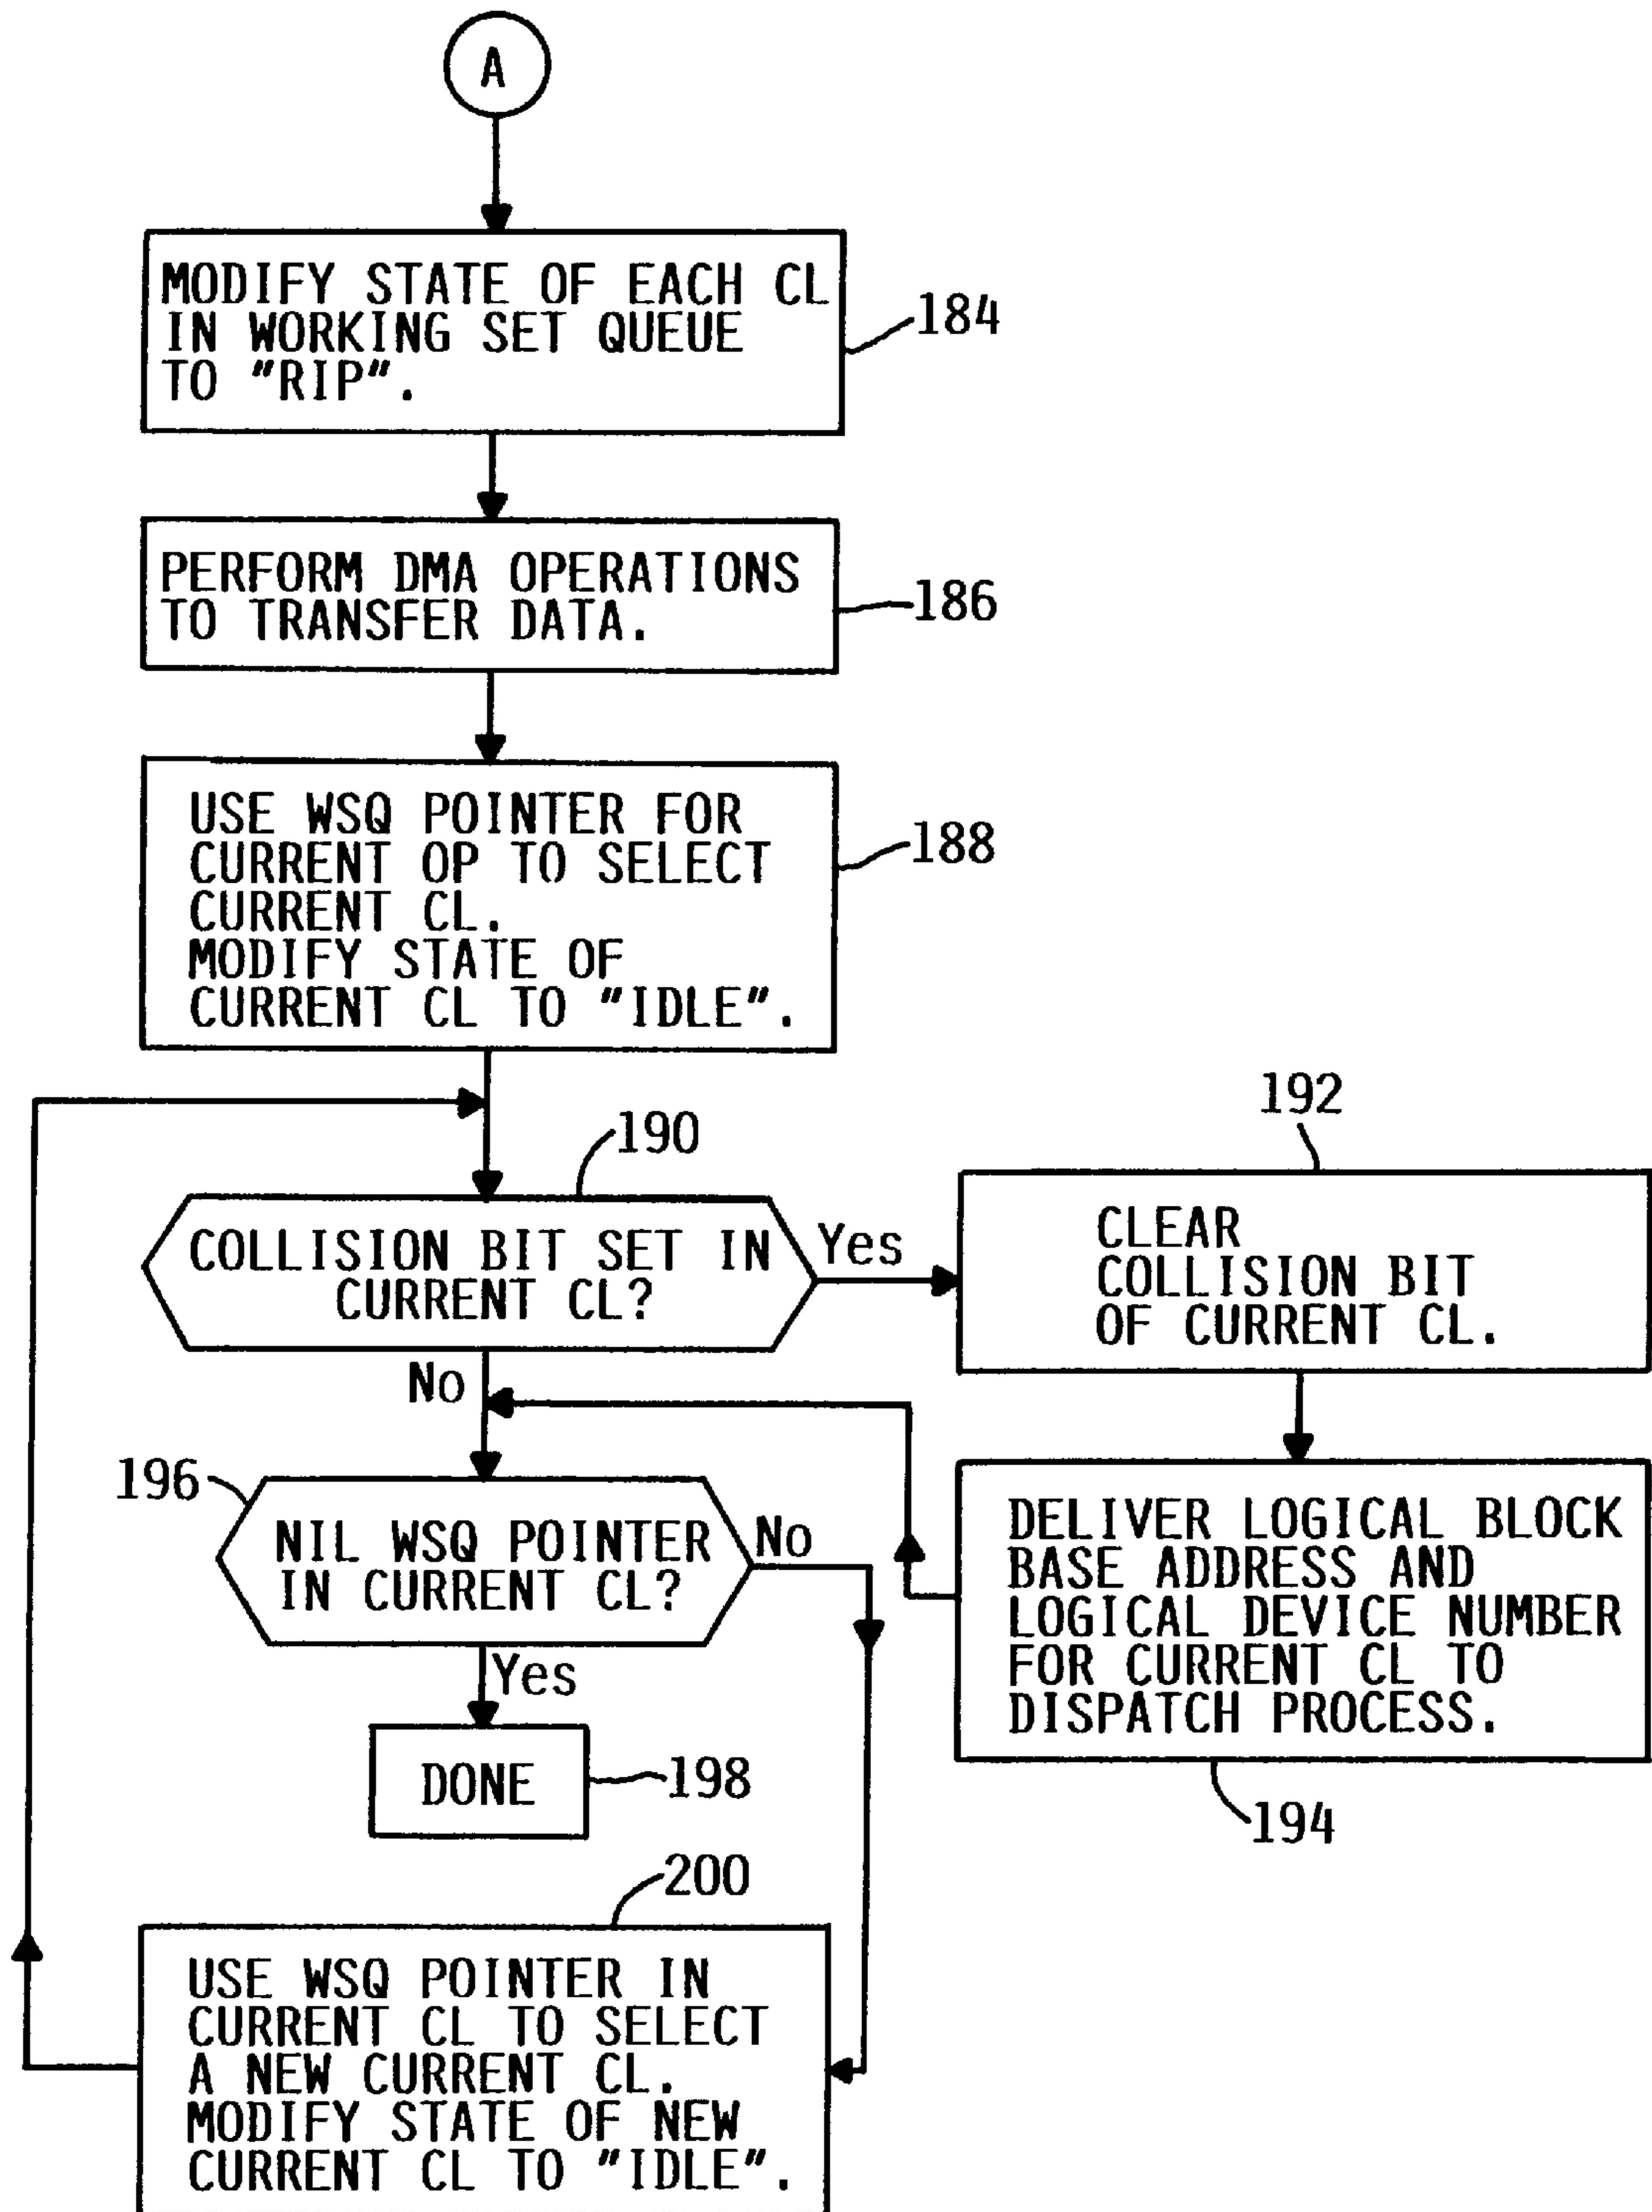 A
MODIFY STATE OF EACH CL
IN WORKING SET QUEUE
TO "RIP".
184
PERFORM DMA OPERATIONS
TO TRANSFER DATA.
186
USE WSQ POINTER FOR
CURRENT OP TO SELECT
CURRENT CL.
MODIFY STATE OF
CURRENT CL TO "IDLE".
188
190
COLLISION BIT SET IN
CURRENT CL?
Yes
No
192
CLEAR
COLLISION BIT
OF CURRENT CL.
DELIVER LOGICAL BLOCK
BASE ADDRESS AND
LOGICAL DEVICE NUMBER
FOR CURRENT CL TO
DISPATCH PROCESS.
194
196
NIL WSQ POINTER
IN CURRENT CL?
No
Yes
DONE
198
200
USE WSQ POINTER IN
CURRENT CL TO SELECT
A NEW CURRENT CL.
MODIFY STATE OF NEW
CURRENT CL TO "IDLE".